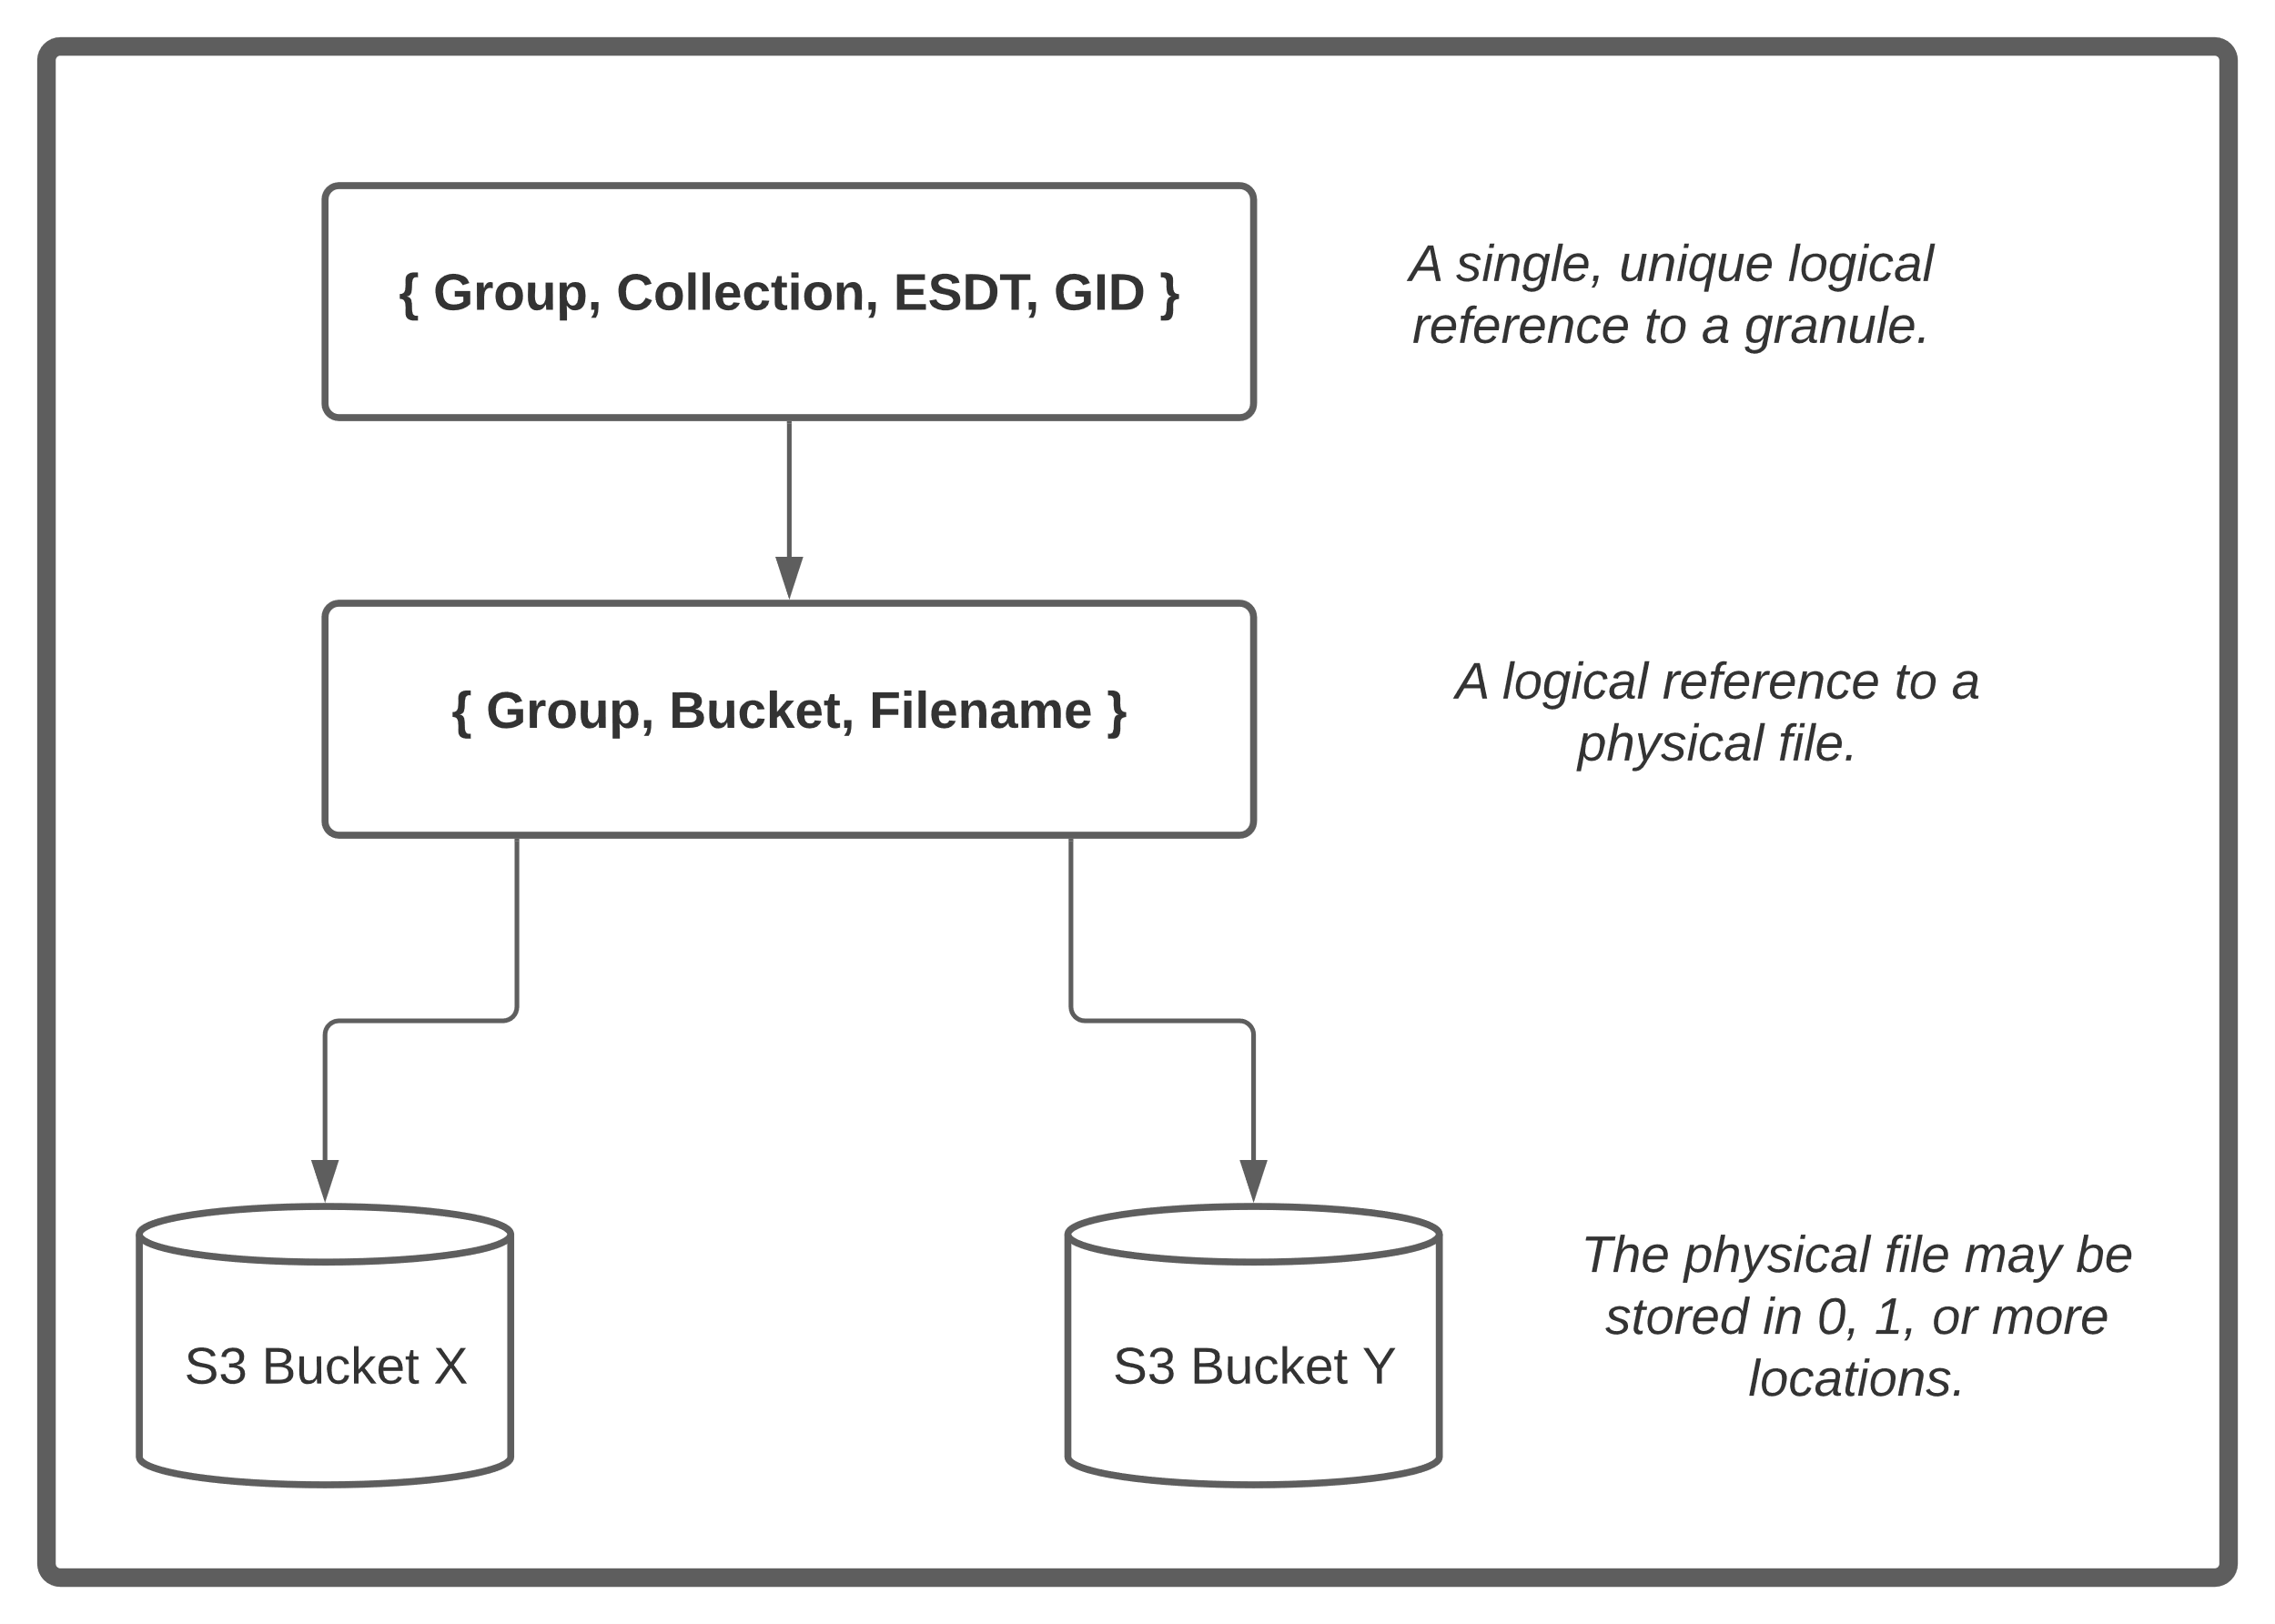 { Group, Collection, ESDT, GID }
A single, unique logical
reference to a granule.
{ Group, Bucket, Filename }
A logical reference to a
physical file.
S3 Bucket X
S3 Bucket Y
The physical file may be
stored in 0, 1, or more
locations.